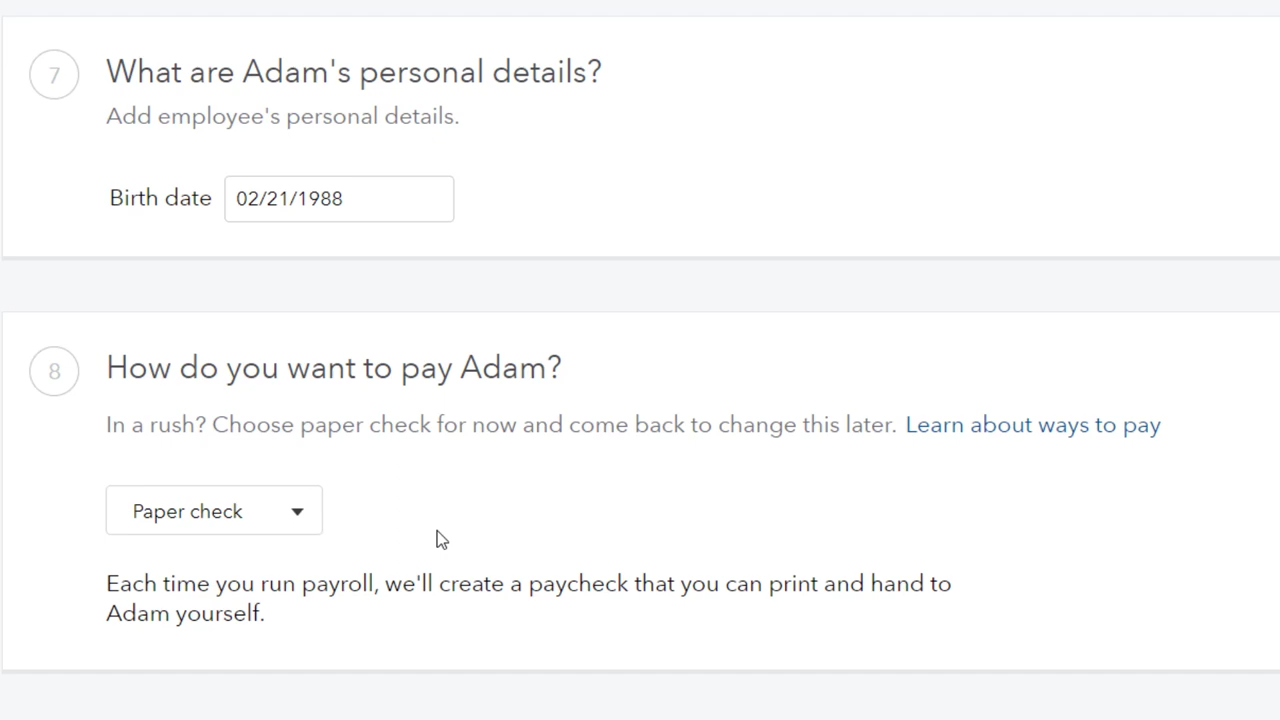 7
What are Adam's personal details?
Add employee's personal details.
Birth date 02/21/1988
8
How do you want to pay Adam?
In a rush? Choose paper check for now and come back to change this later. Learn about ways to pay
Paper check
Each time you run payroll, we'll create a paycheck that you can print and hand to
Adam yourself.